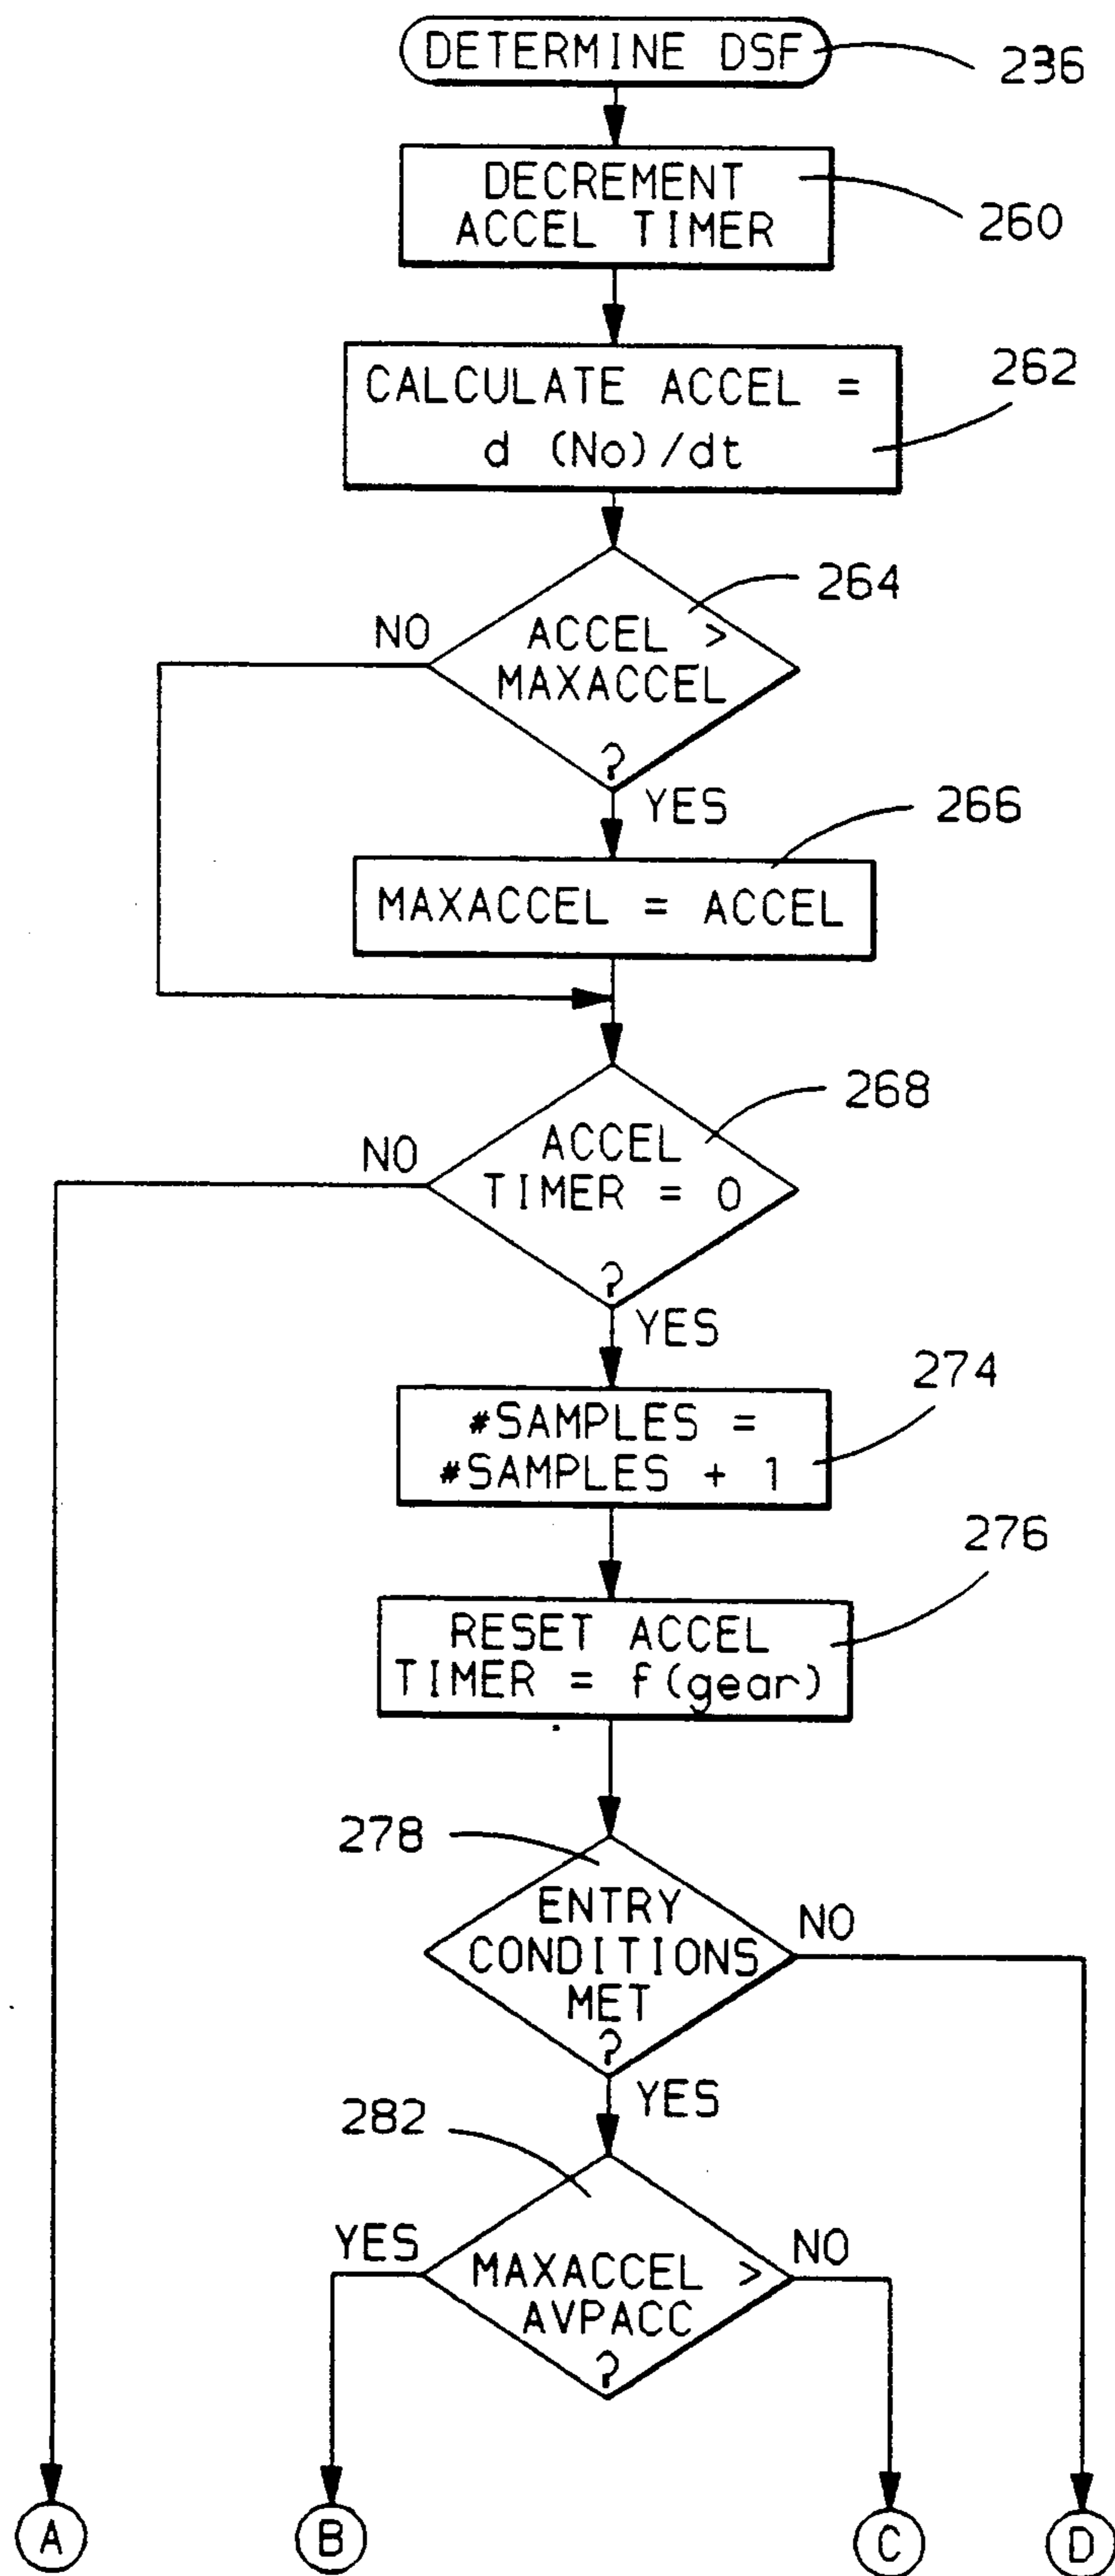 DETERMINE DSF
236
DECREMENT
ACCEL TIMER
260
CALCULATE ACCEL =
d (No)/dt
262
264
NO
ACCEL >
MAXACCEL
?
YES
266
MAXACCEL = ACCEL
268
NO
ACCEL
TIMER = 0
?
YES
274
#SAMPLES =
#SAMPLES + 1
276
RESET ACCEL
TIMER = f(gear)
278
ENTRY
CONDITIONS
MET
?
NO
YES
282
YES
MAXACCEL >
AVPACC
?
NO
A
B
C
D